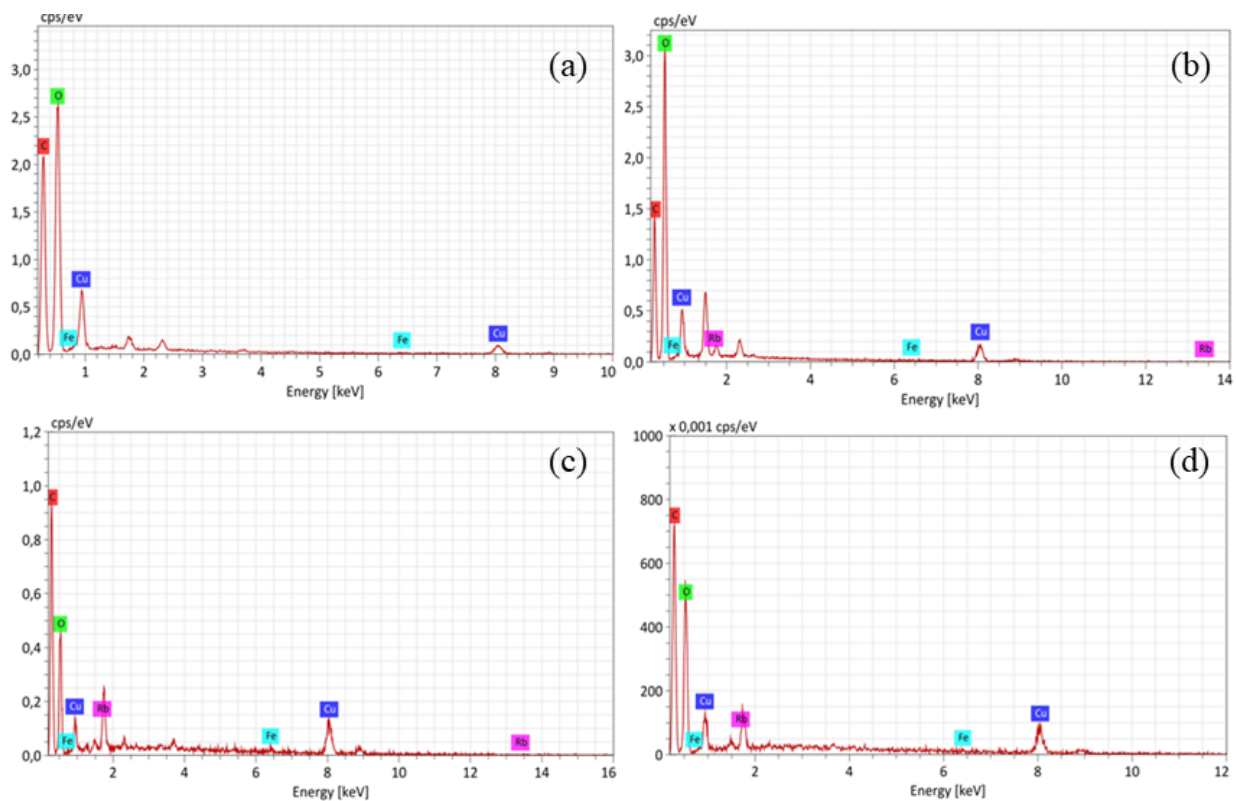 cps/eV
(a)
3,0
2,5
2,0
1,5
1,0
0,5
0,0
C
O
Fe
Cu
Fe
Cu
1 2 3 4 5 6 7 8 9 10
Energy [keV]
cps/eV
(b)
3,0
2,5
2,0
1,5
1,0
0,5
0,0
C
O
Fe
Cu
Rb
Fe
Cu
Rb
2 4 6 8 10 12 14
Energy [keV]
cps/eV
(c)
1,2
1,0
0,8
0,6
0,4
0,2
0,0
C
O
Fe
Cu
Rb
Fe
Cu
Rb
2 4 6 8 10 12 14 16
Energy [keV]
x 0,001 cps/eV
(d)
1000
800
600
400
200
0
C
O
Fe
Cu
Rb
Fe
Cu
2 4 6 8 10 12
Energy [keV]